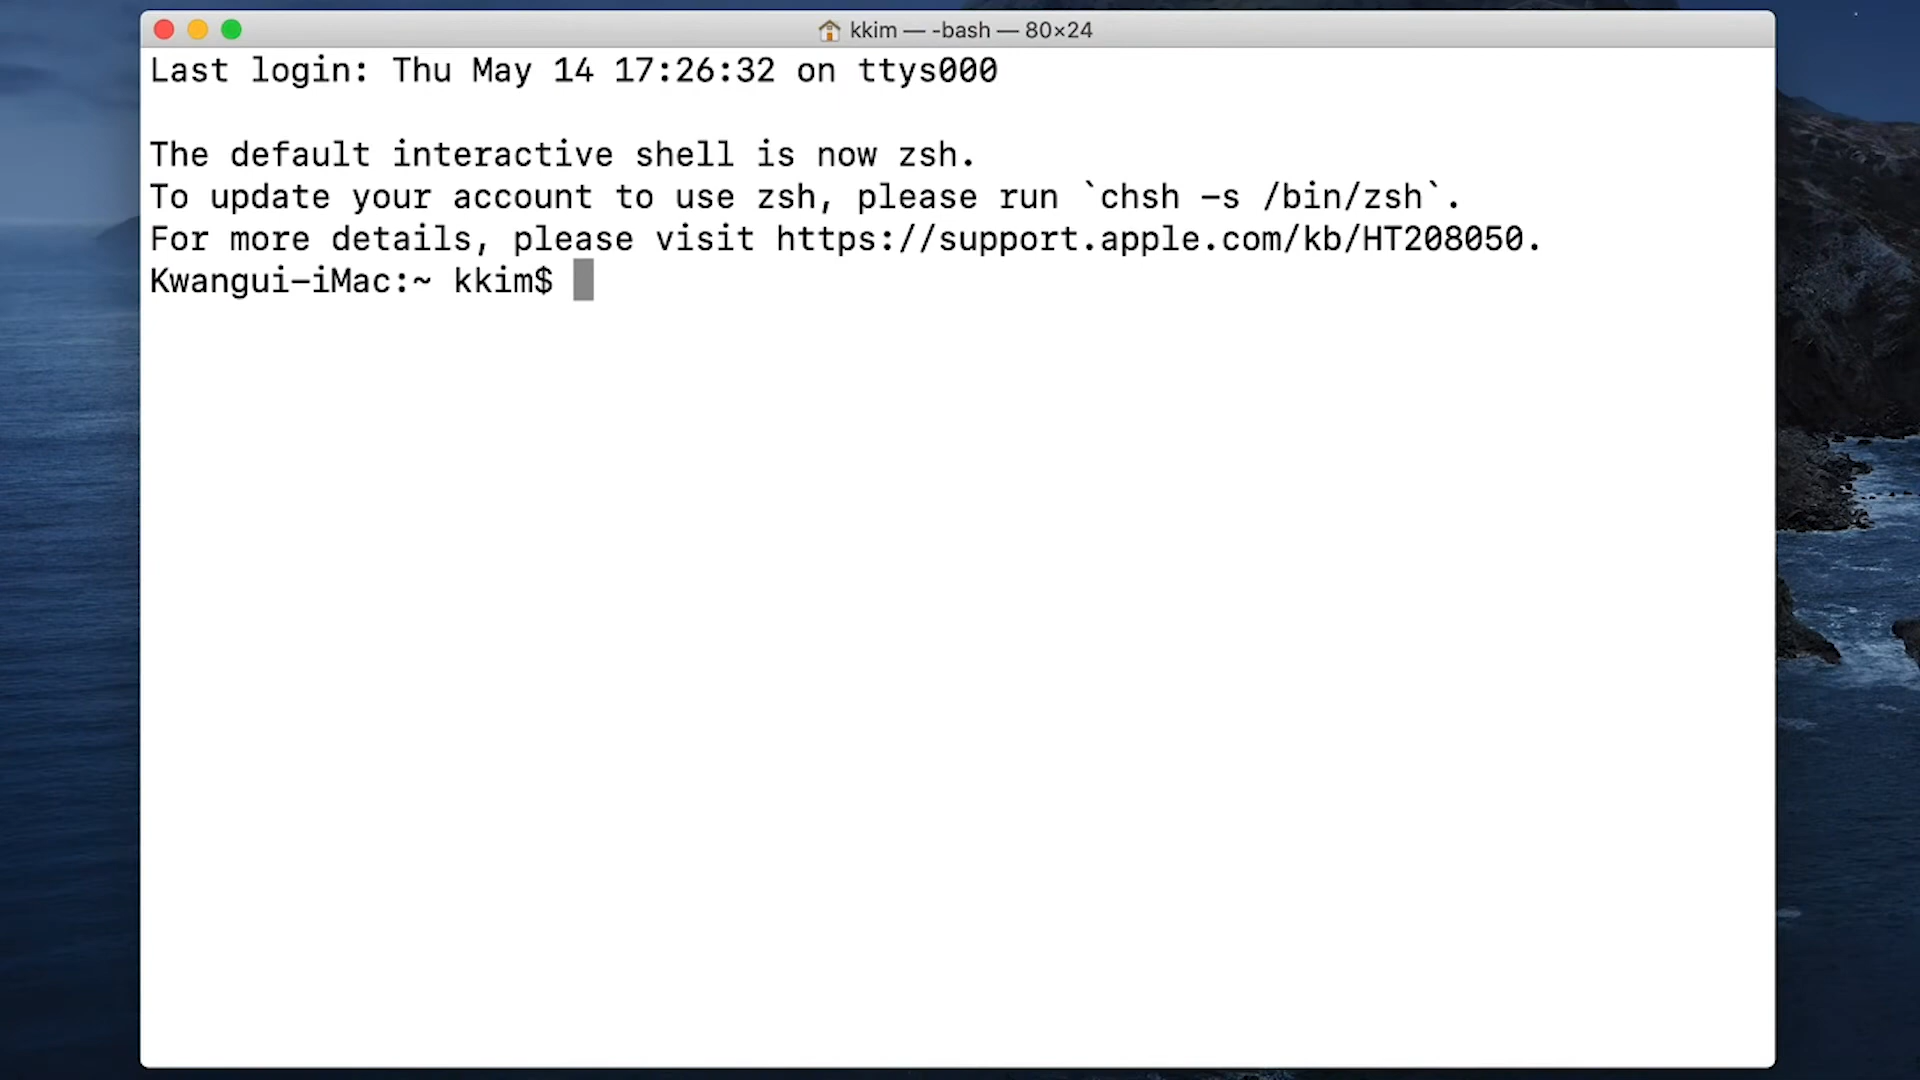 kkim — -bash — 80×24
Last login: Thu May 14 17:26:32 on ttys000
The default interactive shell is now zsh.
To update your account to use zsh, please run `chsh -s /bin/zsh`.
For more details, please visit https://support.apple.com/kb/HT208050.
Kwangui-iMac:~ kkim$